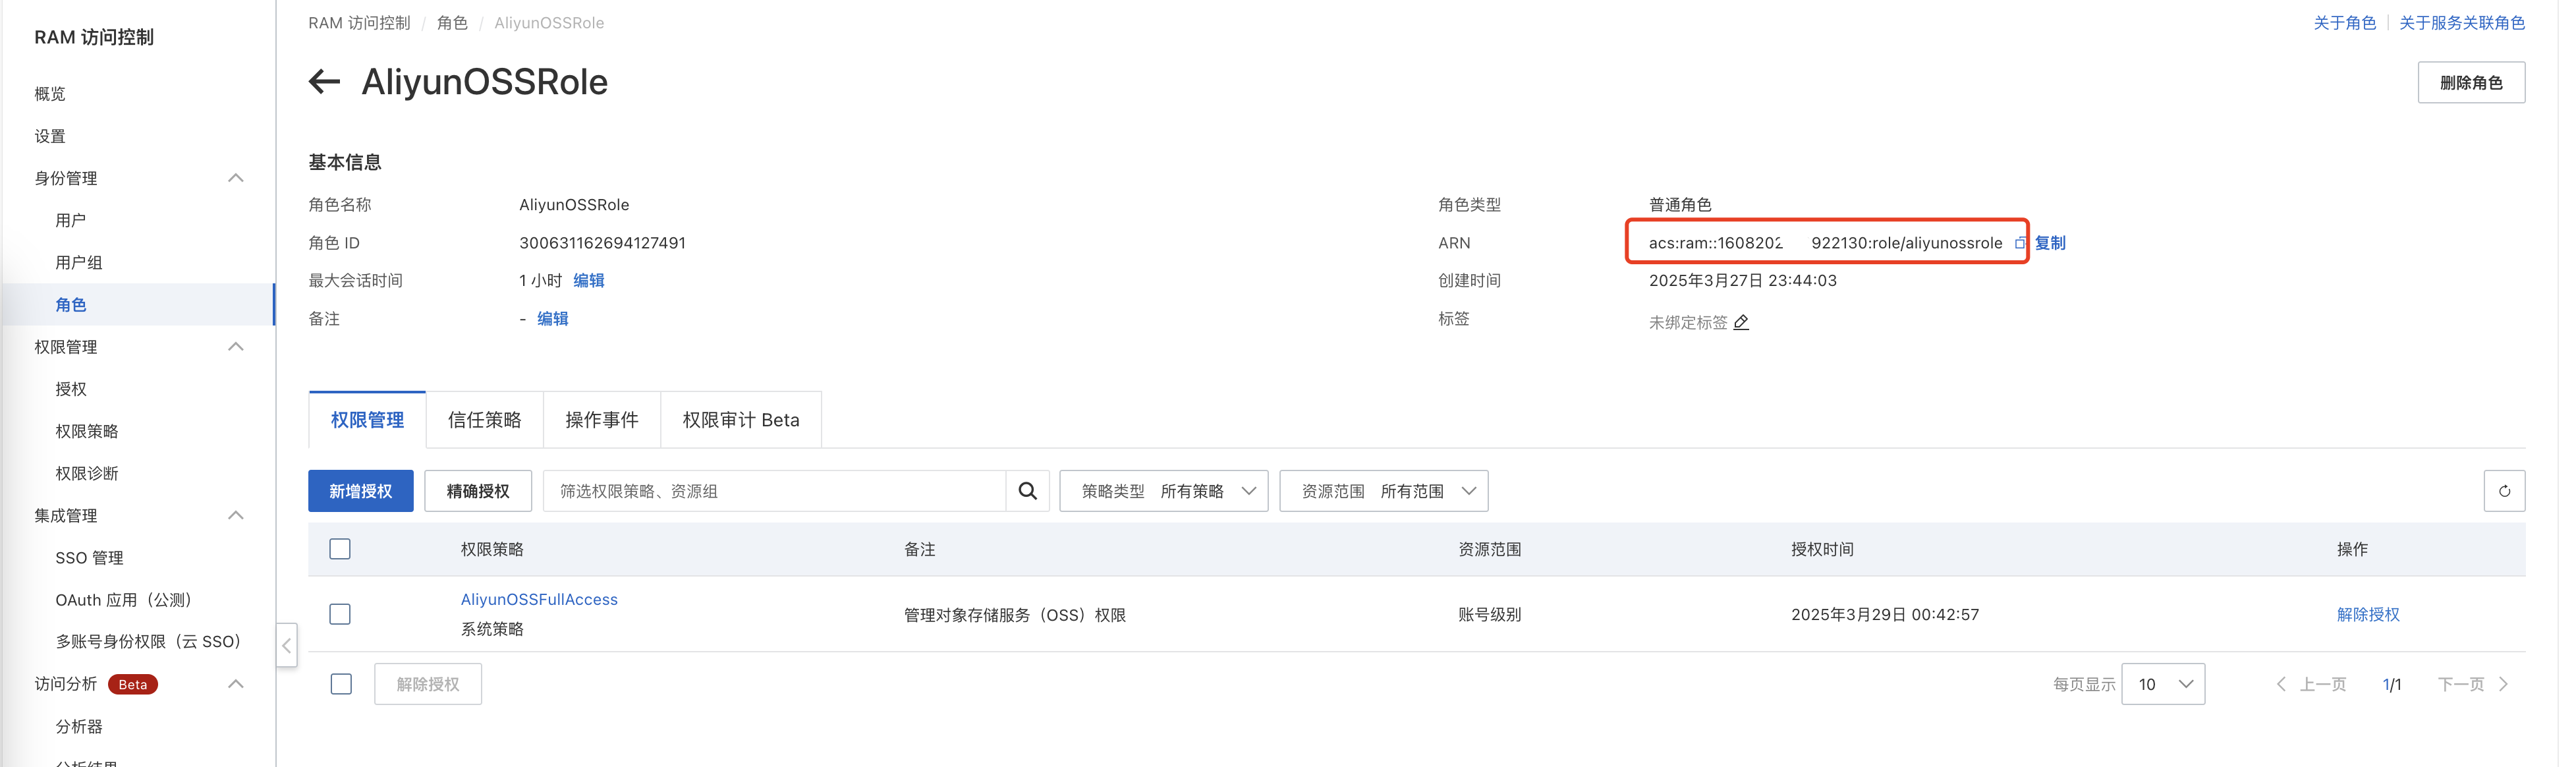 RAM 访问控制
概览
设置
身份管理
用户
用户组
角色
权限管理
授权
权限策略
权限诊断
集成管理
SSO 管理
OAuth 应用（公测）
多账号身份权限（云 SSO）
访问分析 Beta
分析器
RAM 访问控制 / 角色 / AliyunOSSRole
关于角色 | 关于服务关联角色
← AliyunOSSRole
删除角色
基本信息
角色名称 AliyunOSSRole
角色类型 普通角色
角色 ID 300631162694127491
ARN acs:ram::1608202 922130:role/aliyunossrole 复制
最大会话时间 1 小时 编辑
创建时间 2025年3月27日 23:44:03
备注 - 编辑
标签 未绑定标签
权限管理 信任策略 操作事件 权限审计 Beta
新增授权 精确授权 筛选权限策略、资源组 策略类型 所有策略 资源范围 所有范围
权限策略 备注 资源范围 授权时间 操作
AliyunOSSFullAccess
系统策略
管理对象存储服务（OSS）权限 账号级别 2025年3月29日 00:42:57 解除授权
解除授权
每页显示 10 上一页 1/1 下一页